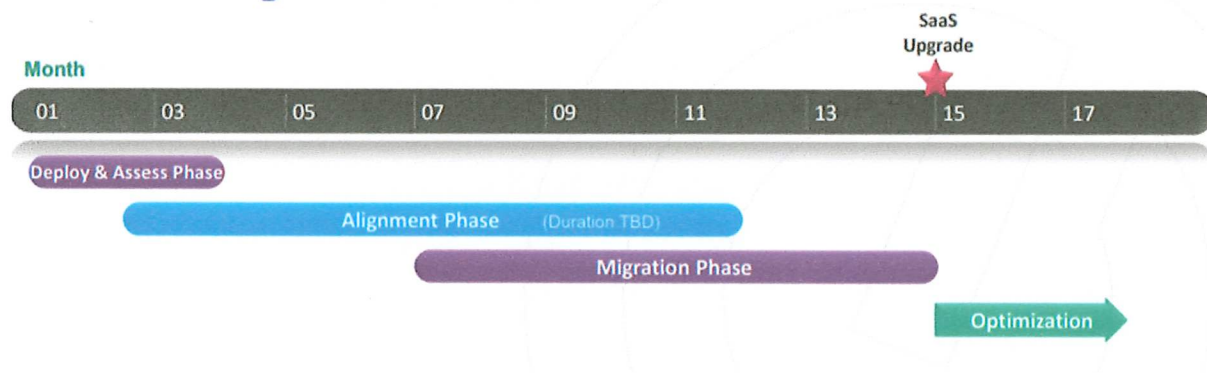 SaaS
Upgrade
Month
01 03 05 07 09 11 13 15 17
Deploy & Assess Phase
Alignment Phase (Duration TBD)
Migration Phase
Optimization